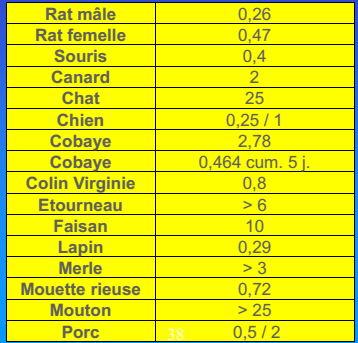 Rat mâle 0,26
Rat femelle 0,47
Souris 0,4
Canard 2
Chat 25
Chien 0,25 / 1
Cobaye 2,78
Cobaye 0,464 cum. 5 j.
Colin Virginie 0,8
Etourneau > 6
Faisan 10
Lapin 0,29
Merle > 3
Mouette rieuse 0,72
Mouton > 25
Porc 38 0,5 / 2